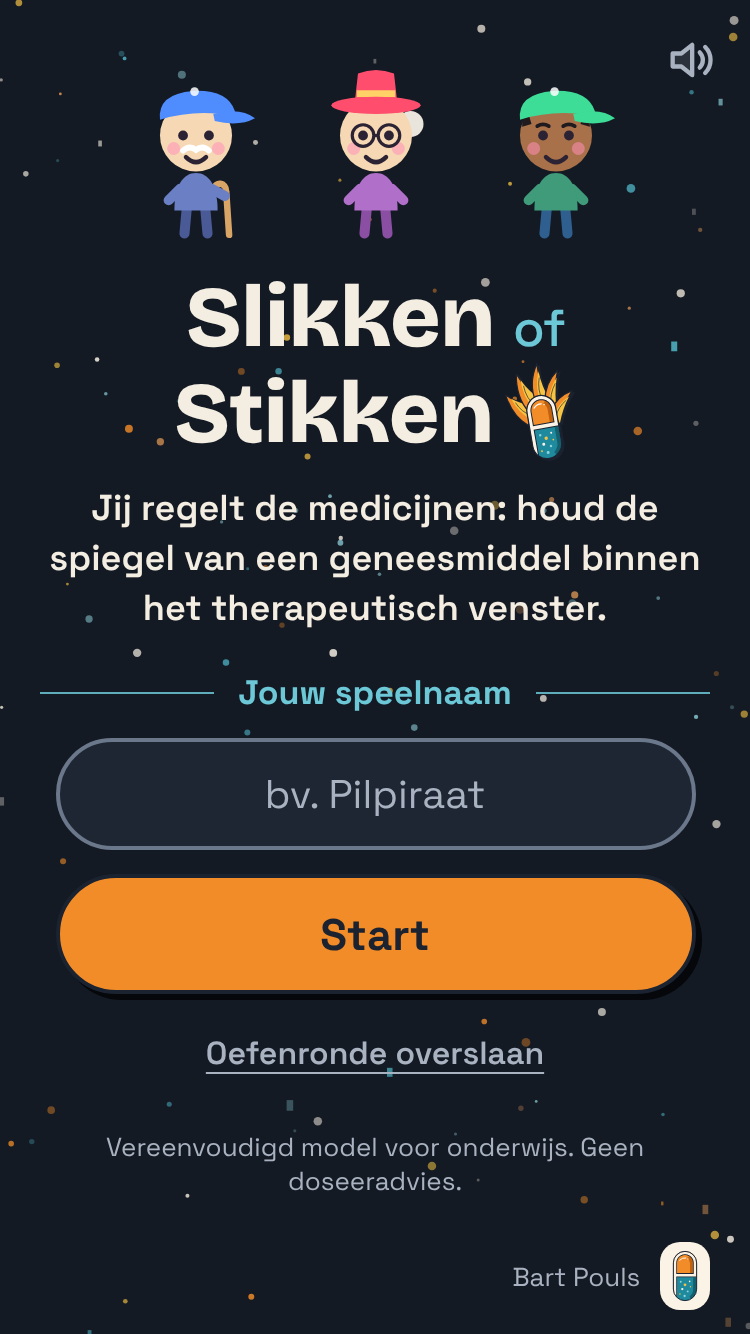 Slikken of
Stikken
Jij regelt de medicijnen: houd de
spiegel van een geneesmiddel binnen
het therapeutisch venster.
Jouw speelnaam
bv. Pilpiraat
Start
Oefenronde overslaan
Vereenvoudigd model voor onderwijs. Geen
doseeradvies.
Bart Pouls